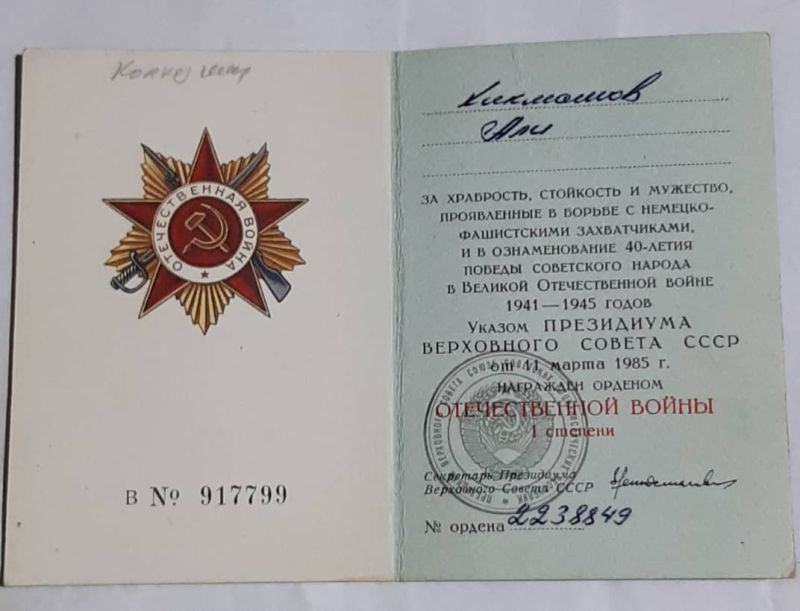 ОТЕЧЕСТВЕННАЯ ВОЙНА
В № 917799
Хикматов
Али
ЗА ХРАБРОСТЬ, СТОЙКОСТЬ И МУЖЕСТВО,
ПРОЯВЛЕННЫЕ В БОРЬБЕ С НЕМЕЦКО-
ФАШИСТСКИМИ ЗАХВАТЧИКАМИ,
И В ОЗНАМЕНОВАНИЕ 40-ЛЕТИЯ
ПОБЕДЫ СОВЕТСКОГО НАРОДА
В ВЕЛИКОЙ ОТЕЧЕСТВЕННОЙ ВОЙНЕ
1941—1945 ГОДОВ
УКАЗОМ ПРЕЗИДИУМА
ВЕРХОВНОГО СОВЕТА СССР
от 11 марта 1985 г.
НАГРАЖДЕН ОРДЕНОМ
ОТЕЧЕСТВЕННОЙ ВОЙНЫ
I степени
Секретарь Президиума
Верховного Совета СССР
№ ордена 2238849